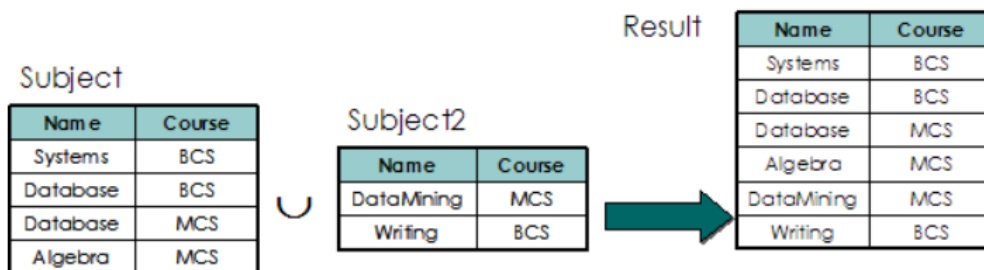 Subject
Name Course
Systems BCS
Database BCS
Database MCS
Algebra MCS
∪
Subject2
Name Course
DataMining MCS
Writing BCS
Result
Name Course
Systems BCS
Database BCS
Database MCS
Algebra MCS
DataMining MCS
Writing BCS